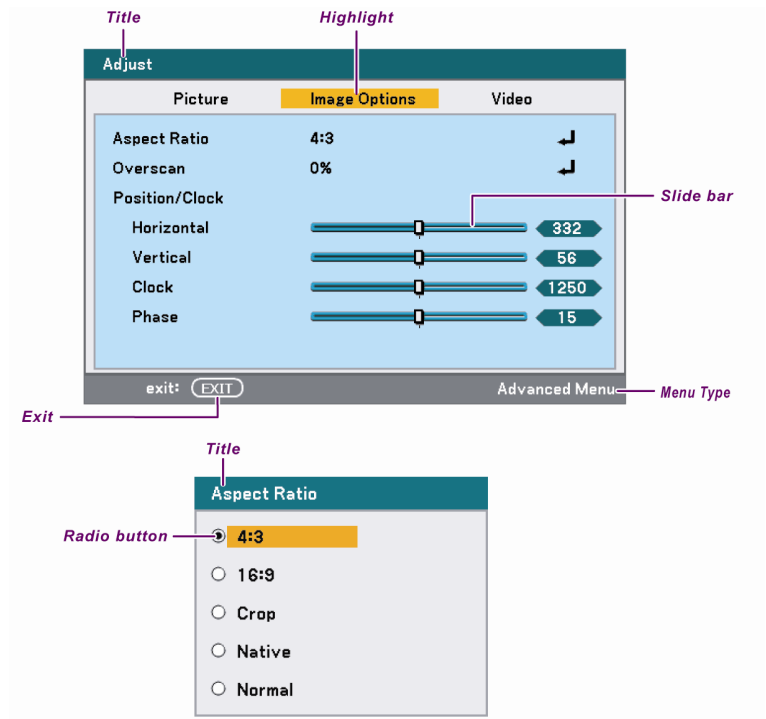 Title Highlight
Adjust
Picture Image Options Video
Aspect Ratio 4:3
Overscan 0%
Position/Clock
Slide bar
Horizontal 332
Vertical 56
Clock 1250
Phase 15
exit: EXIT Advanced Menu
Menu Type
Exit
Title
Aspect Ratio
Radio button 4:3
16:9
Crop
Native
Normal